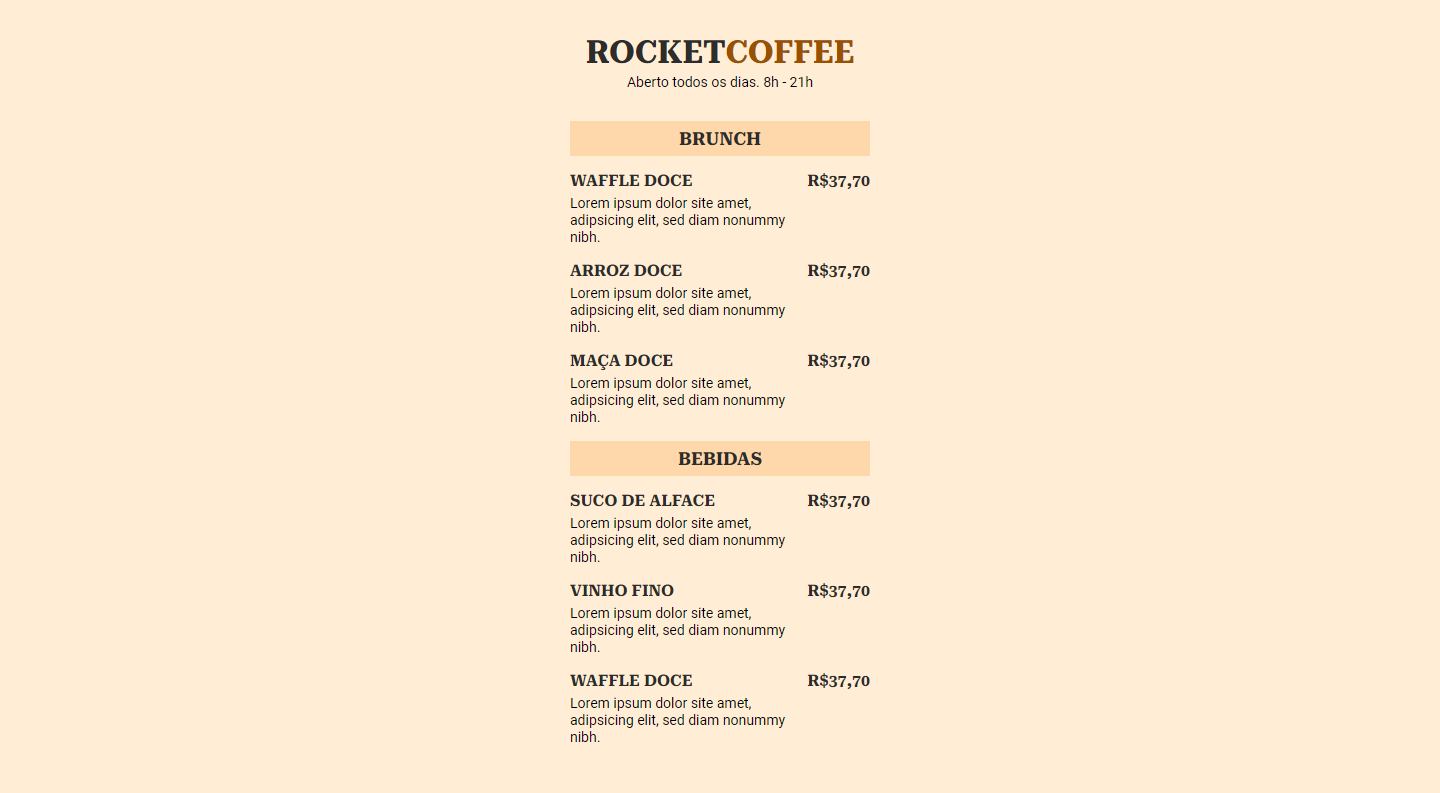 ROCKETCOFFEE
Aberto todos os dias. 8h - 21h
BRUNCH
WAFFLE DOCE R$37,70
Lorem ipsum dolor site amet,
adipsicing elit, sed diam nonummy
nibh.
ARROZ DOCE R$37,70
Lorem ipsum dolor site amet,
adipsicing elit, sed diam nonummy
nibh.
MAÇA DOCE R$37,70
Lorem ipsum dolor site amet,
adipsicing elit, sed diam nonummy
nibh.
BEBIDAS
SUCO DE ALFACE R$37,70
Lorem ipsum dolor site amet,
adipsicing elit, sed diam nonummy
nibh.
VINHO FINO R$37,70
Lorem ipsum dolor site amet,
adipsicing elit, sed diam nonummy
nibh.
WAFFLE DOCE R$37,70
Lorem ipsum dolor site amet,
adipsicing elit, sed diam nonummy
nibh.